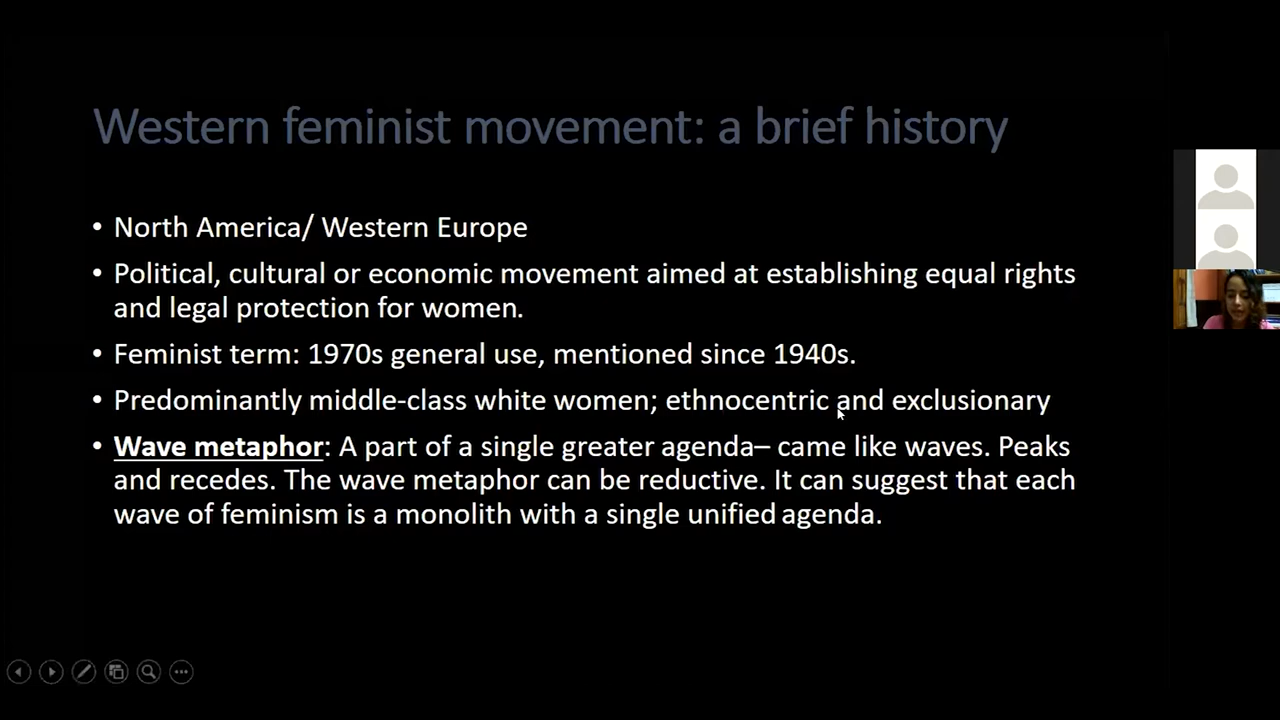 Western feminist movement: a brief history
• North America/ Western Europe
• Political, cultural or economic movement aimed at establishing equal rights
and legal protection for women.
• Feminist term: 1970s general use, mentioned since 1940s.
• Predominantly middle-class white women; ethnocentric and exclusionary
• Wave metaphor: A part of a single greater agenda– came like waves. Peaks
and recedes. The wave metaphor can be reductive. It can suggest that each
wave of feminism is a monolith with a single unified agenda.